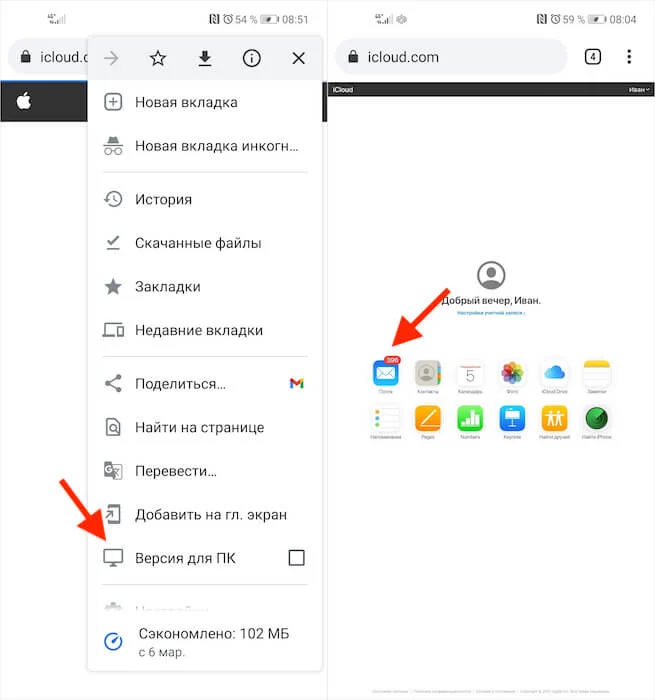 54 % 08:51
icloud.c
Новая вкладка
Новая вкладка инкогн...
История
Скачанные файлы
Закладки
Недавние вкладки
Поделиться...
Найти на странице
Перевести...
Добавить на гл. экран
Версия для ПК
Настройки
Сэкономлено: 102 МБ
с 6 мар.
59 % 08:04
icloud.com
4
iCloud
Иван
Добрый вечер, Иван.
Настройки учетной записи ›
396
5
Почта
Контакты
Календарь
Фото
iCloud Drive
Заметки
Напоминания
Pages
Numbers
Keynote
Найти друзей
Найти iPhone